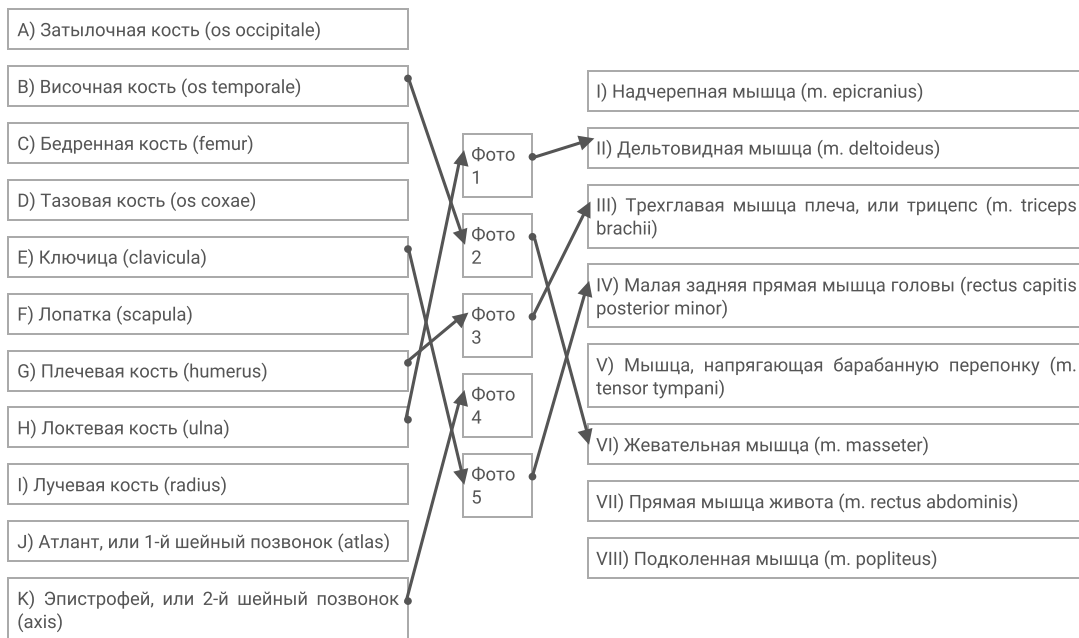 A) Затылочная кость (os occipitale)
B) Височная кость (os temporale)
C) Бедренная кость (femur)
D) Тазовая кость (os coxae)
E) Ключица (clavicula)
F) Лопатка (scapula)
G) Плечевая кость (humerus)
H) Локтевая кость (ulna)
I) Лучевая кость (radius)
J) Атлант, или 1-й шейный позвонок (atlas)
K) Эпистрофей, или 2-й шейный позвонок
(axis)
Фото
1
Фото
2
Фото
3
Фото
4
Фото
5
I) Надчерепная мышца (m. epicranius)
II) Дельтовидная мышца (m. deltoideus)
III) Трехглавая мышца плеча, или трицепс (m. triceps
brachii)
IV) Малая задняя прямая мышца головы (rectus capitis
posterior minor)
V) Мышца, напрягающая барабанную перепонку (m.
tensor tympani)
VI) Жевательная мышца (m. masseter)
VII) Прямая мышца живота (m. rectus abdominis)
VIII) Подколенная мышца (m. popliteus)